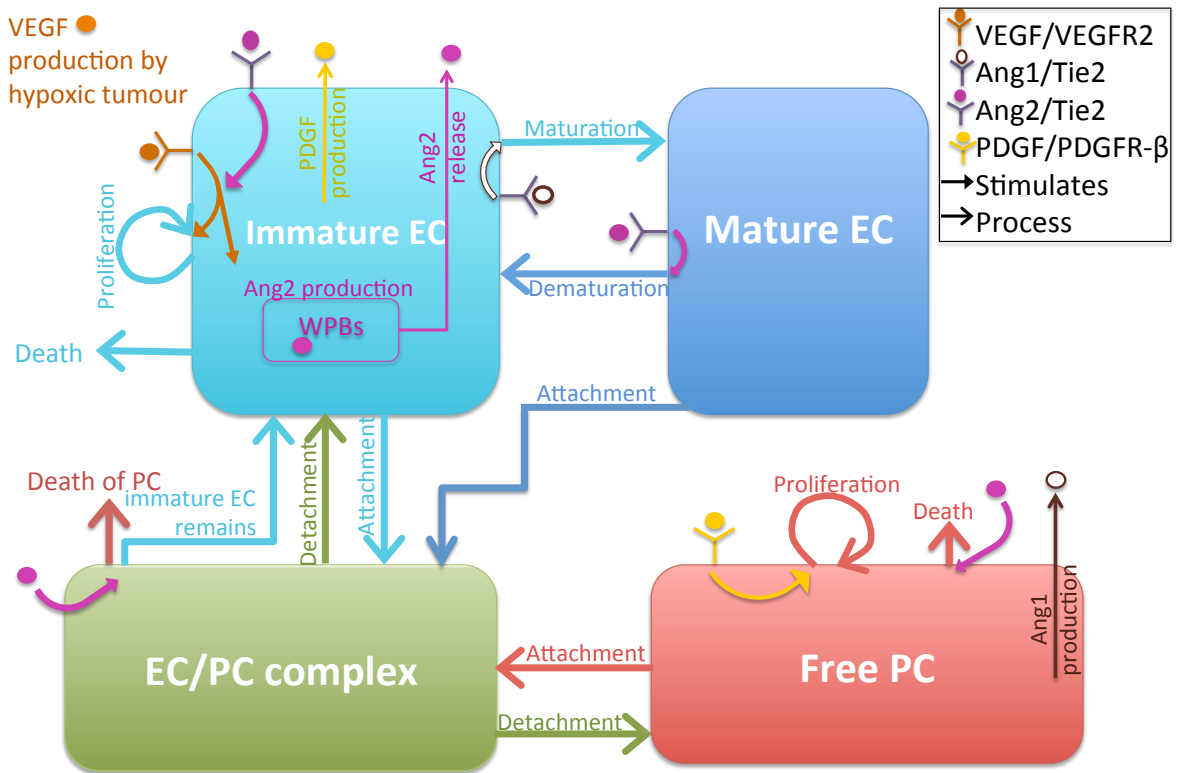 VEGF
production by
hypoxic tumour
PDGF
production
Ang2
release
Maturation
VEGF/VEGFR2
Ang1/Tie2
Ang2/Tie2
PDGF/PDGFR-β
Stimulates
Process
Proliferation
Immature EC
Mature EC
Ang2 production
WPBs
Dematuration
Death
Attachment
Death of PC
immature EC
remains
Detachment
Attachment
Proliferation
Death
Ang1
production
EC/PC complex
Attachment
Free PC
Detachment